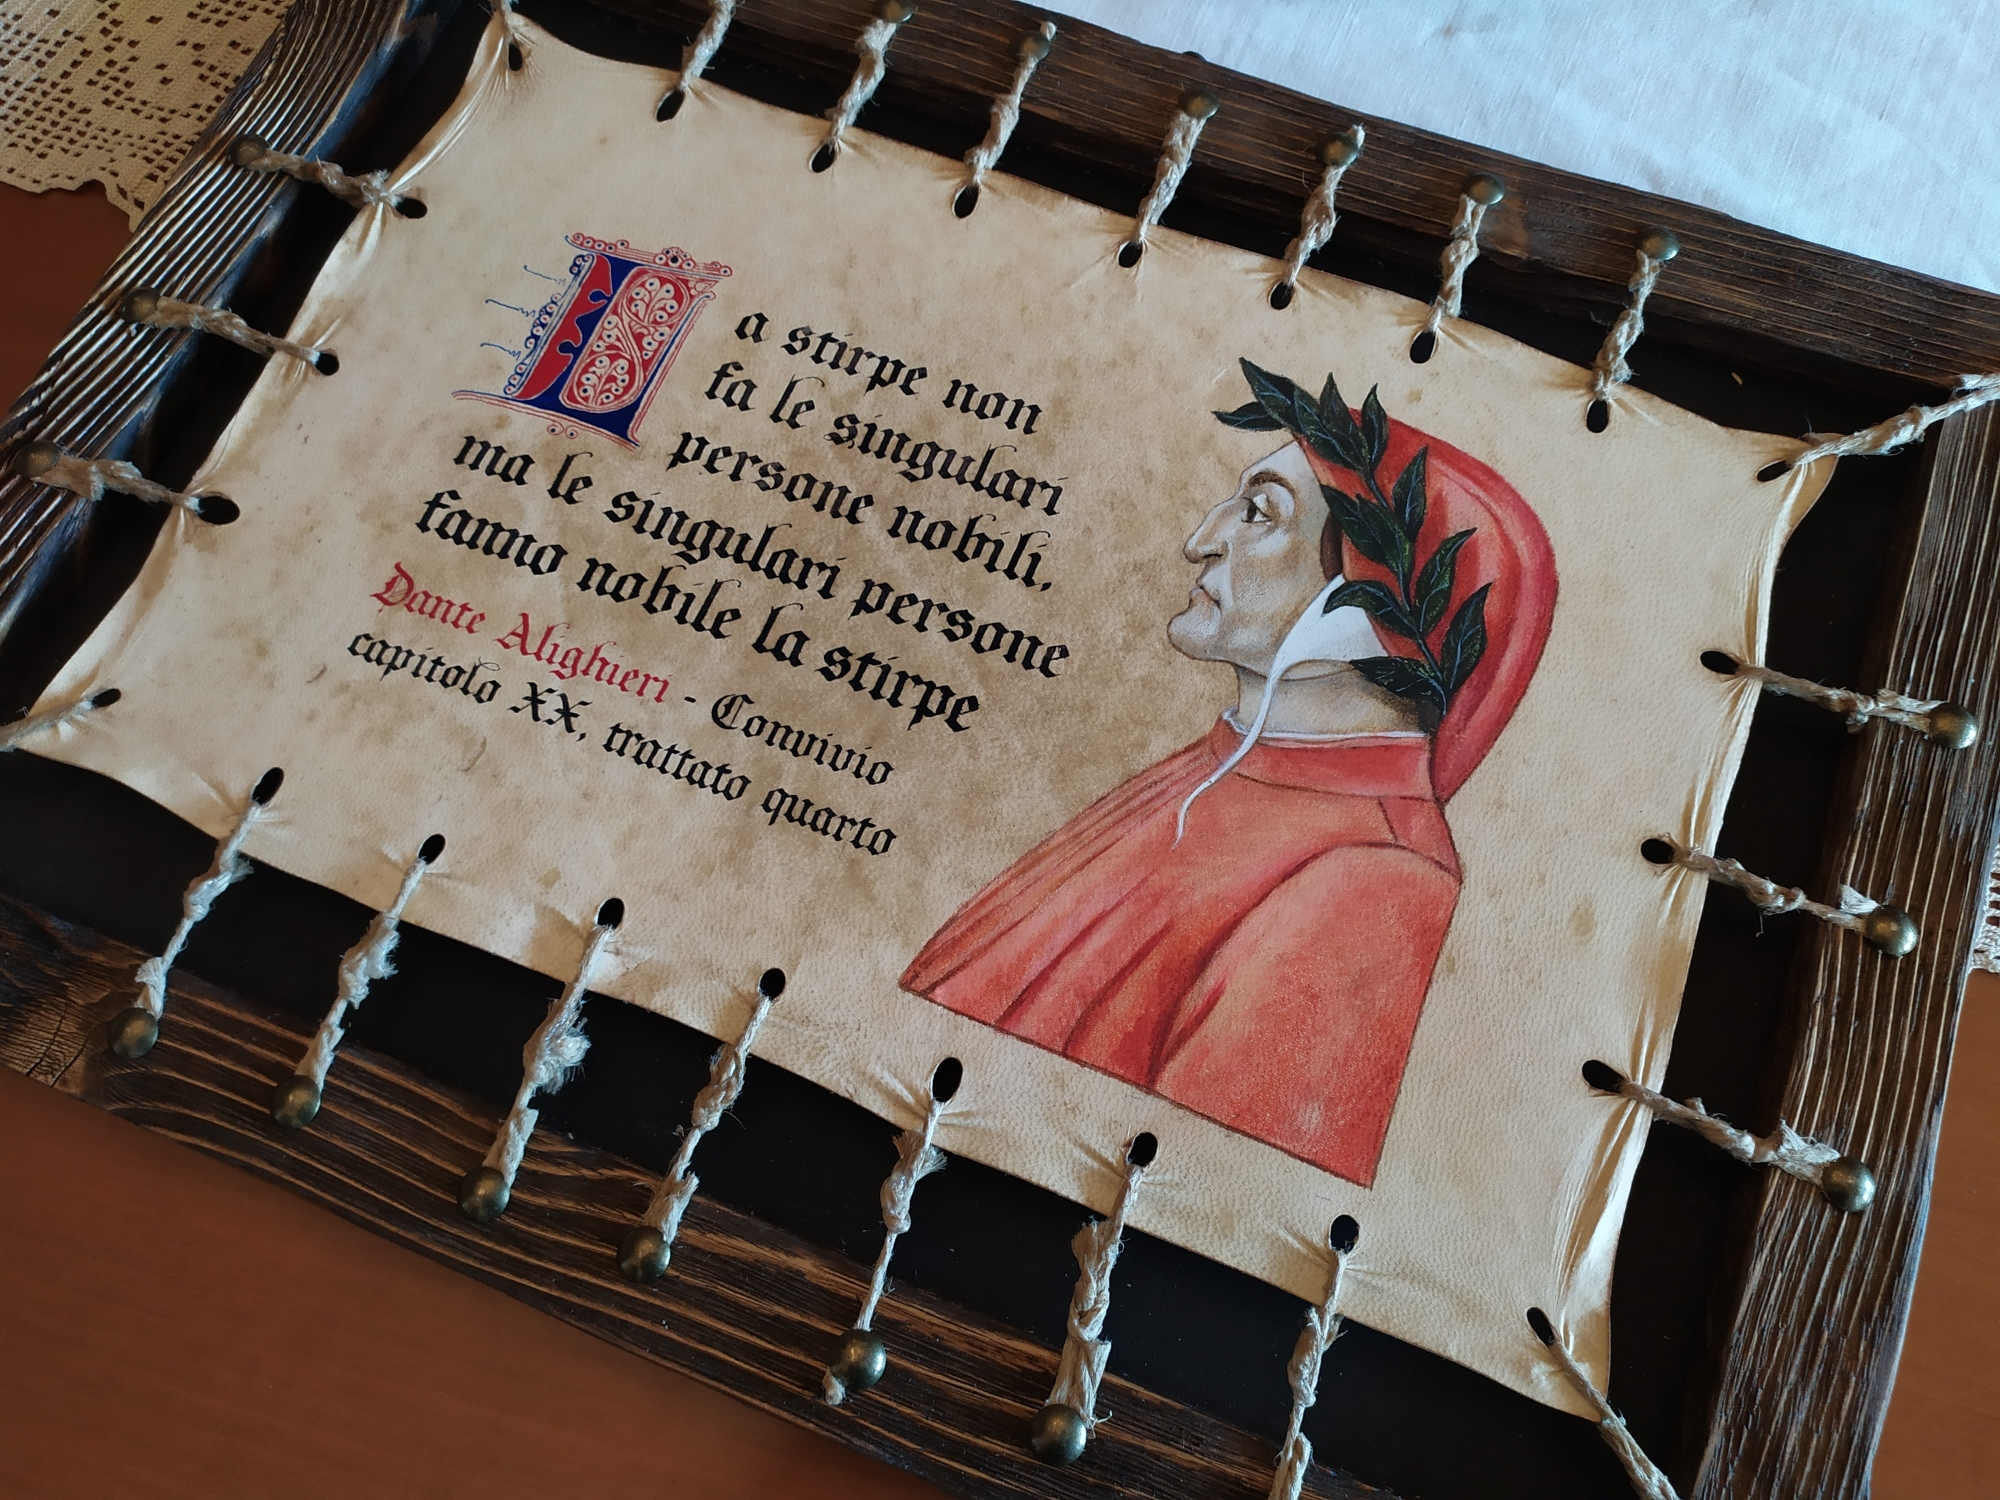 La stirpe non
fa le singulari
persone nobili,
ma le singulari persone
fanno nobile la stirpe
Dante Alighieri - Convivio
capitolo XX, trattato quarto